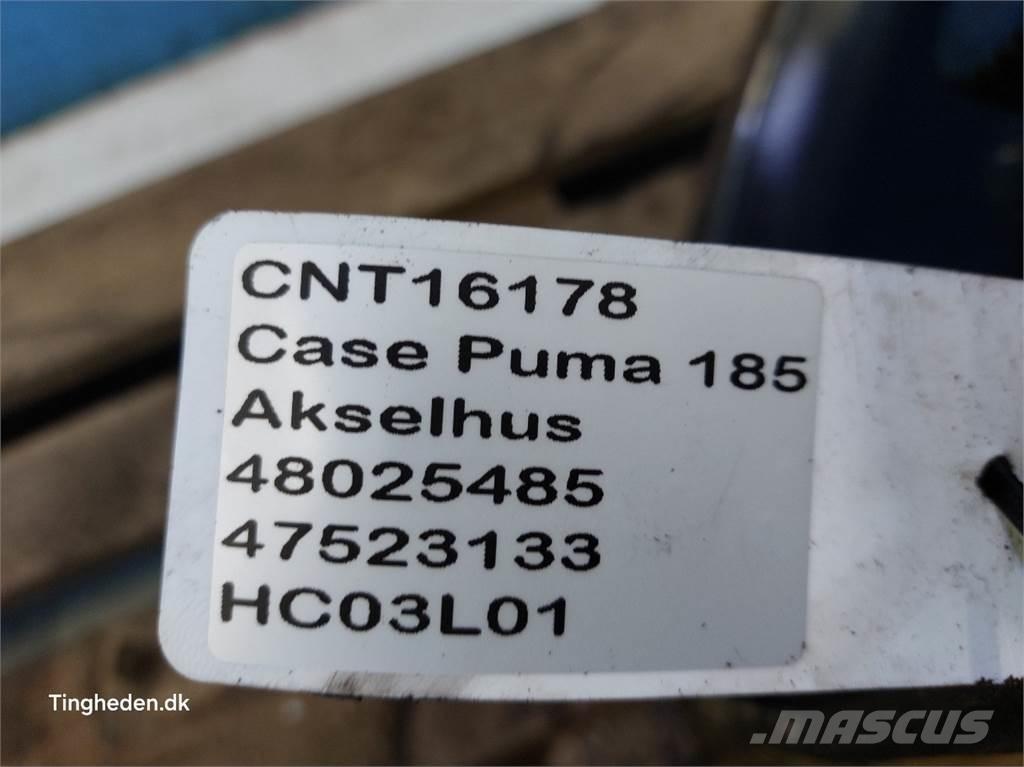 CNT16178
Case Puma 185
Akselhus
48025485
47523133
HC03L01
Tingheden.dk
MASCUS